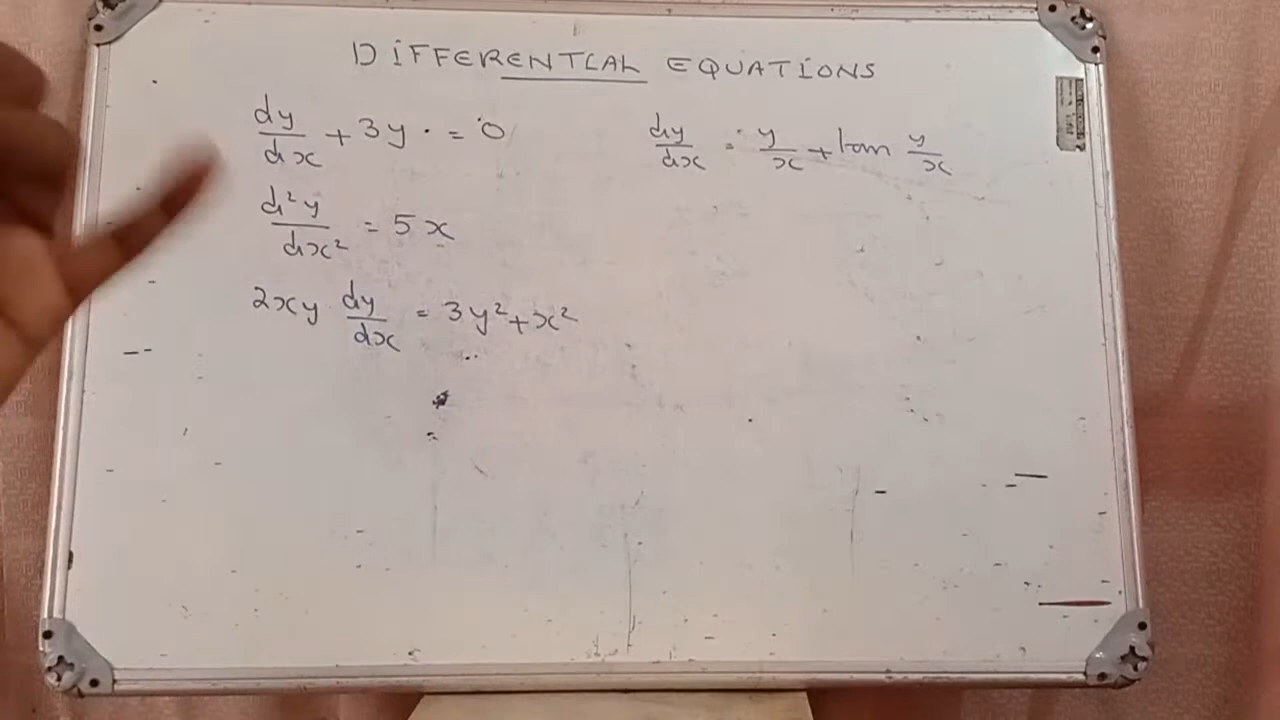 DIFFERENTIAL EQUATIONS
dy/dx + 3y = 0
d²y/dx² = 5x
2xy dy/dx = 3y² + x²
dy/dx = y/x + tan y/x